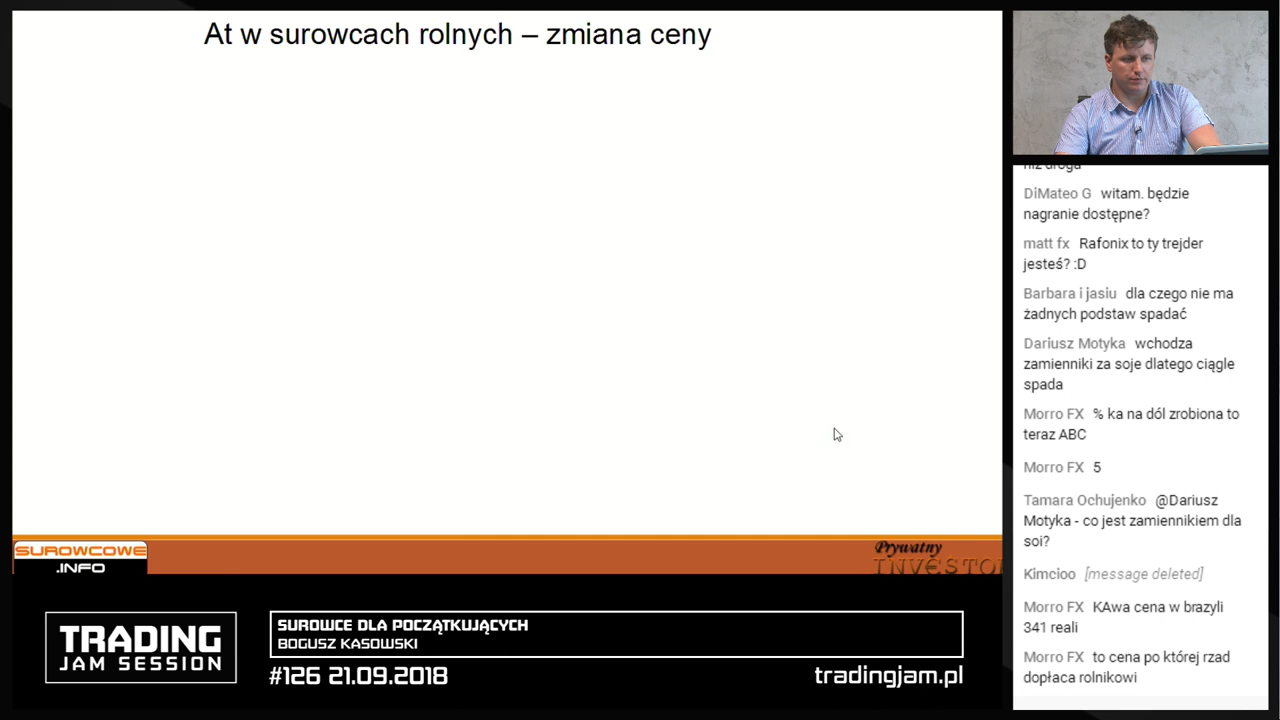 At w surowcach rolnych – zmiana ceny
niż droga
DiMateo G witam. będzie
nagranie dostępne?
matt fx Rafonix to ty trejder
jesteś? :D
Barbara i jasiu dla czego nie ma
żadnych podstaw spadać
Dariusz Motyka wchodza
zamienniki za soje dlatego ciągle
spada
Morro FX % ka na dól zrobiona to
teraz ABC
Morro FX 5
Tamara Ochujenko @Dariusz
Motyka - co jest zamiennikiem dla
soi?
Kimcioo [message deleted]
Morro FX KAwa cena w brazyli
341 reali
Morro FX to cena po której rzad
dopłaca rolnikowi
SUROWCOWE
.INFO
Prywatny
INVESTO
TRADING
JAM SESSION
SUROWCE DLA POCZĄTKUJĄCYCH
BOGUSZ KASOWSKI
#126 21.09.2018
tradingjam.pl